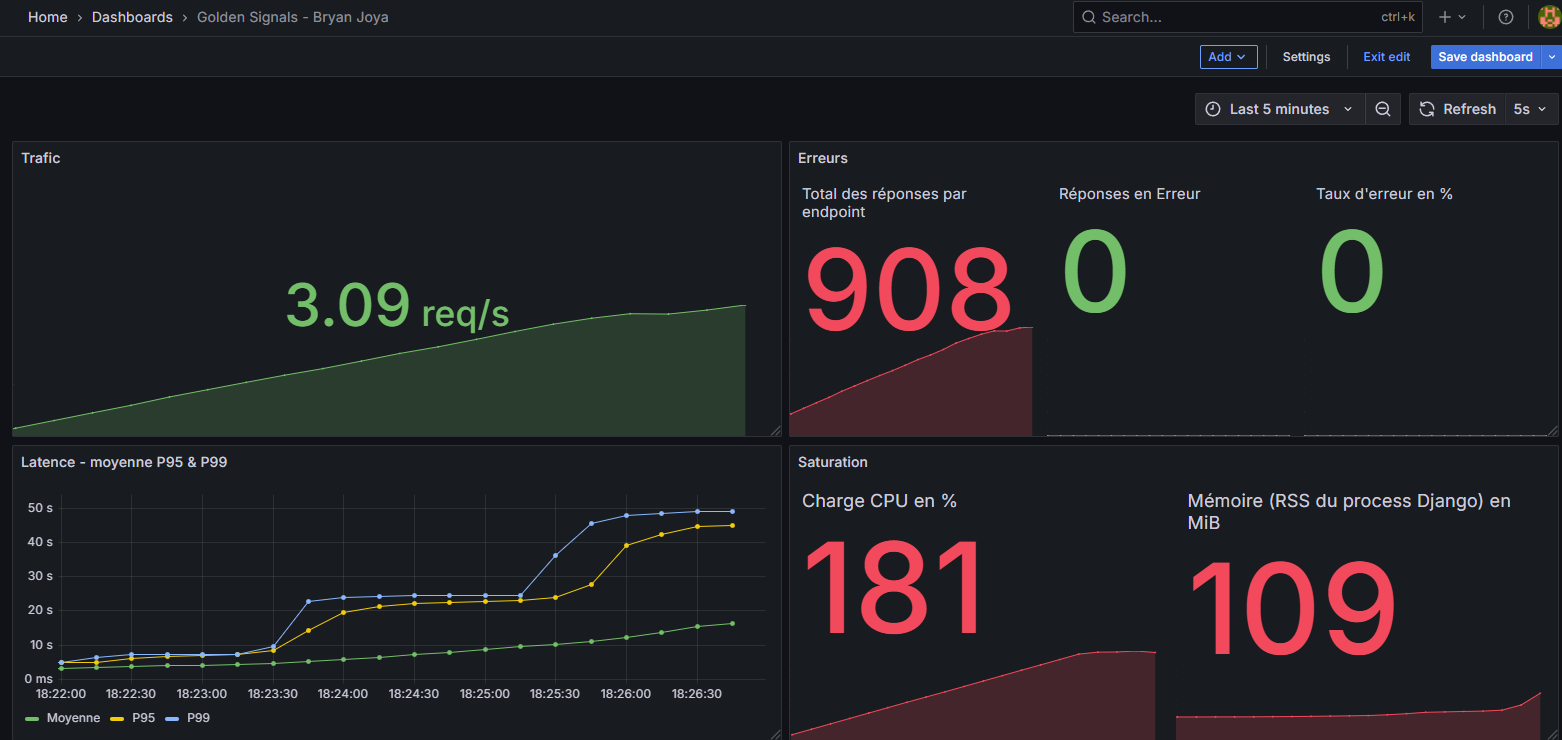 Home › Dashboards › Golden Signals - Bryan Joya
Search... ctrl+k
Add Settings Exit edit Save dashboard
Last 5 minutes Refresh 5s
Trafic
3.09 req/s
Erreurs
Total des réponses par
endpoint
908
Réponses en Erreur
0
Taux d'erreur en %
0
Latence - moyenne P95 & P99
50 s
40 s
30 s
20 s
10 s
0 ms
18:22:00 18:22:30 18:23:00 18:23:30 18:24:00 18:24:30 18:25:00 18:25:30 18:26:00 18:26:30
Moyenne P95 P99
Saturation
Charge CPU en %
181
Mémoire (RSS du process Django) en
MiB
109